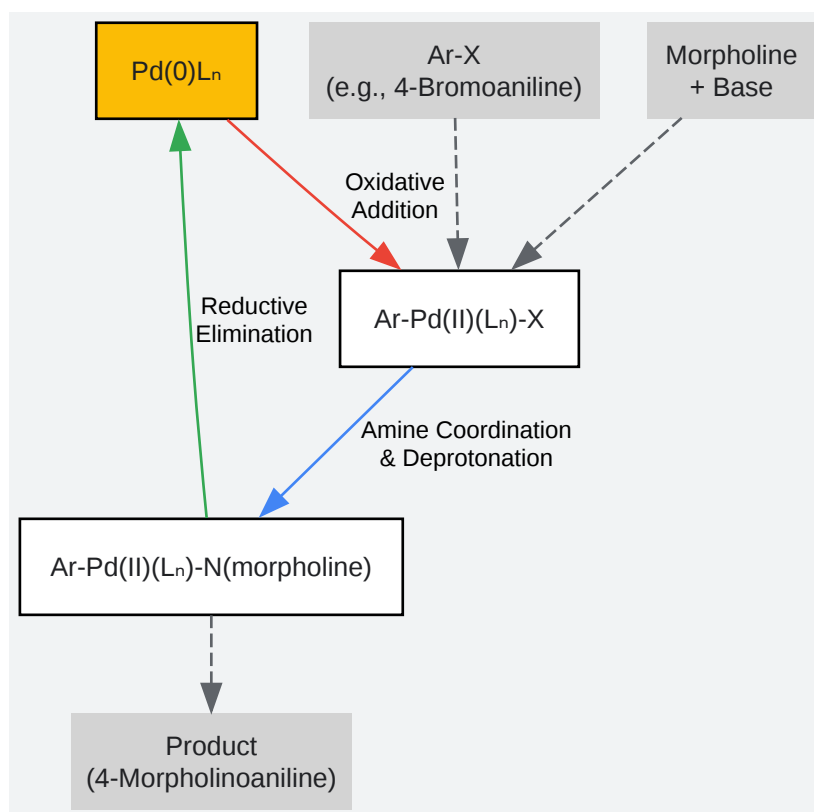 Pd(0)Lₙ
Ar-X
(e.g., 4-Bromoaniline)
Morpholine
+ Base
Oxidative
Addition
Ar-Pd(II)(Lₙ)-X
Reductive
Elimination
Amine Coordination
& Deprotonation
Ar-Pd(II)(Lₙ)-N(morpholine)
Product
(4-Morpholinoaniline)